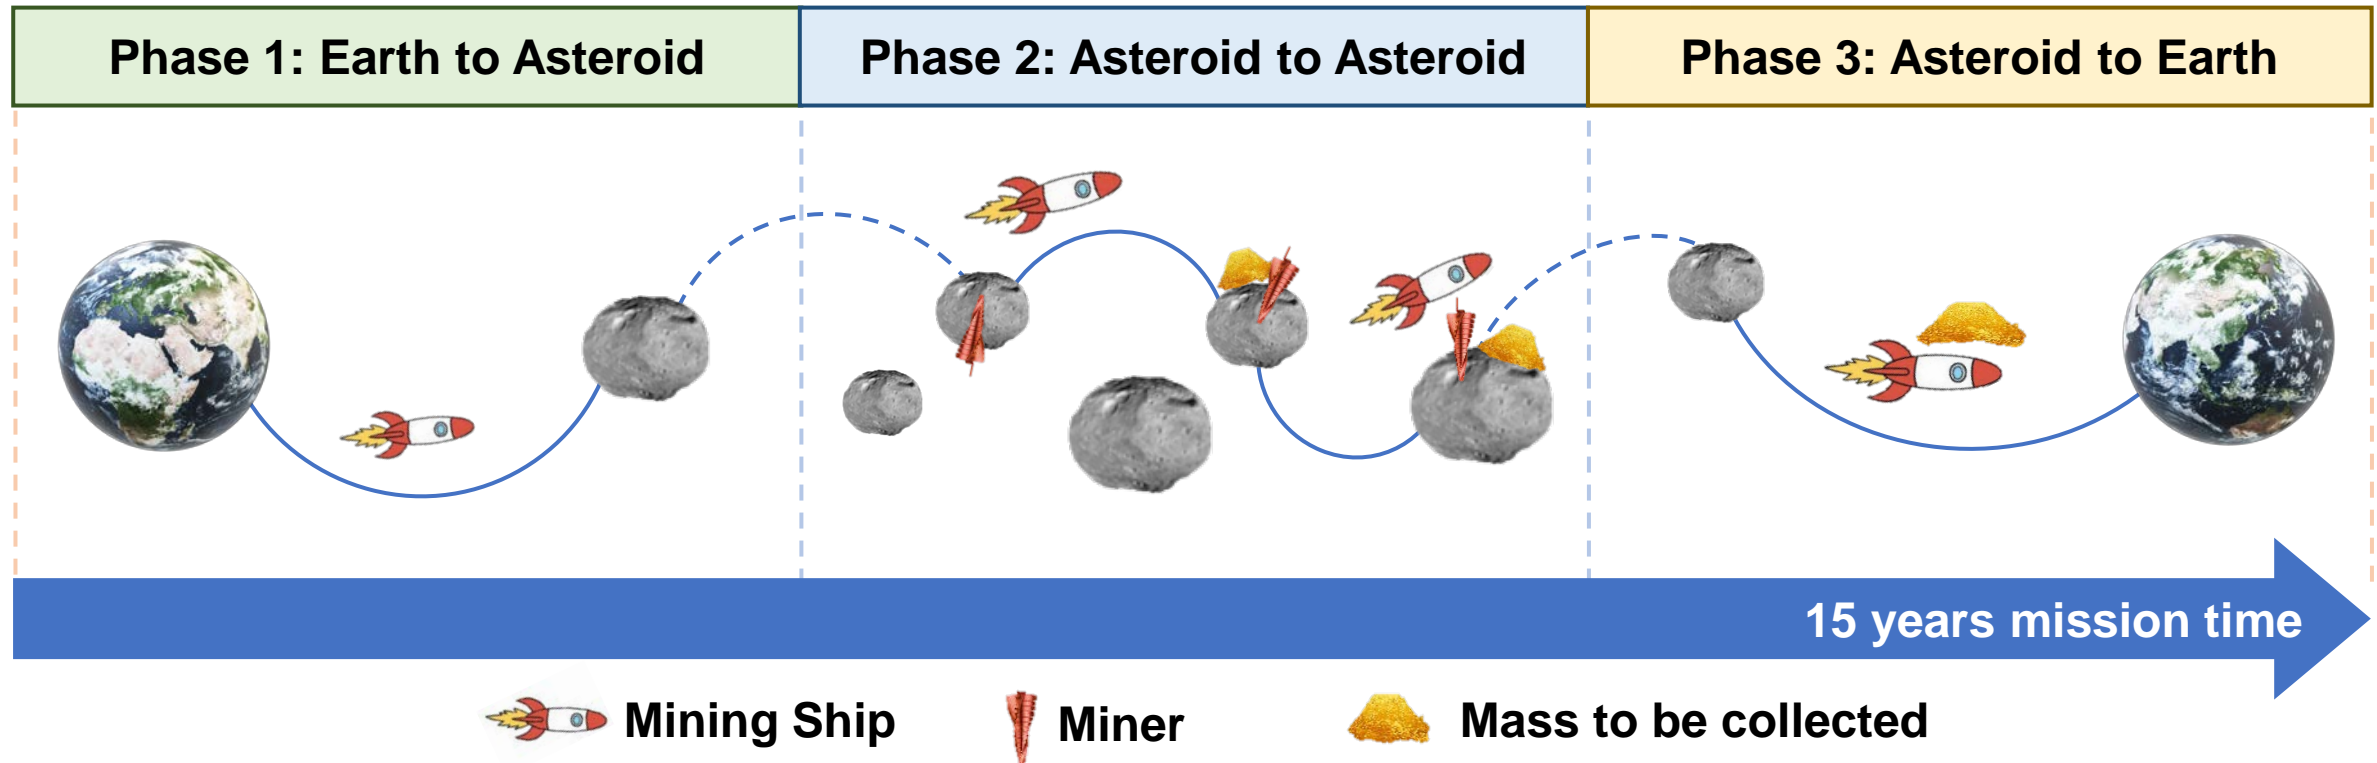 Phase 1: Earth to Asteroid
Phase 2: Asteroid to Asteroid
Phase 3: Asteroid to Earth
15 years mission time
Mining Ship
Miner
Mass to be collected